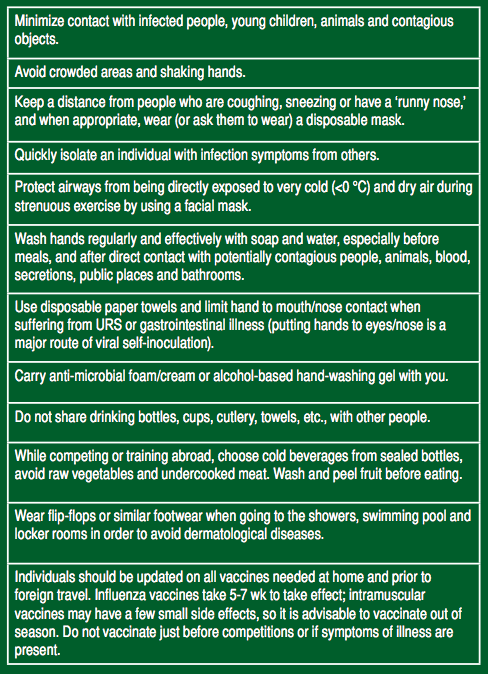 Minimize contact with infected people, young children, animals and contagious
objects.
Avoid crowded areas and shaking hands.
Keep a distance from people who are coughing, sneezing or have a ‘runny nose,’
and when appropriate, wear (or ask them to wear) a disposable mask.
Quickly isolate an individual with infection symptoms from others.
Protect airways from being directly exposed to very cold (<0 °C) and dry air during
strenuous exercise by using a facial mask.
Wash hands regularly and effectively with soap and water, especially before
meals, and after direct contact with potentially contagious people, animals, blood,
secretions, public places and bathrooms.
Use disposable paper towels and limit hand to mouth/nose contact when
suffering from URS or gastrointestinal illness (putting hands to eyes/nose is a
major route of viral self-inoculation).
Carry anti-microbial foam/cream or alcohol-based hand-washing gel with you.
Do not share drinking bottles, cups, cutlery, towels, etc., with other people.
While competing or training abroad, choose cold beverages from sealed bottles,
avoid raw vegetables and undercooked meat. Wash and peel fruit before eating.
Wear flip-flops or similar footwear when going to the showers, swimming pool and
locker rooms in order to avoid dermatological diseases.
Individuals should be updated on all vaccines needed at home and prior to
foreign travel. Influenza vaccines take 5-7 wk to take effect; intramuscular
vaccines may have a few small side effects, so it is advisable to vaccinate out of
season. Do not vaccinate just before competitions or if symptoms of illness are
present.